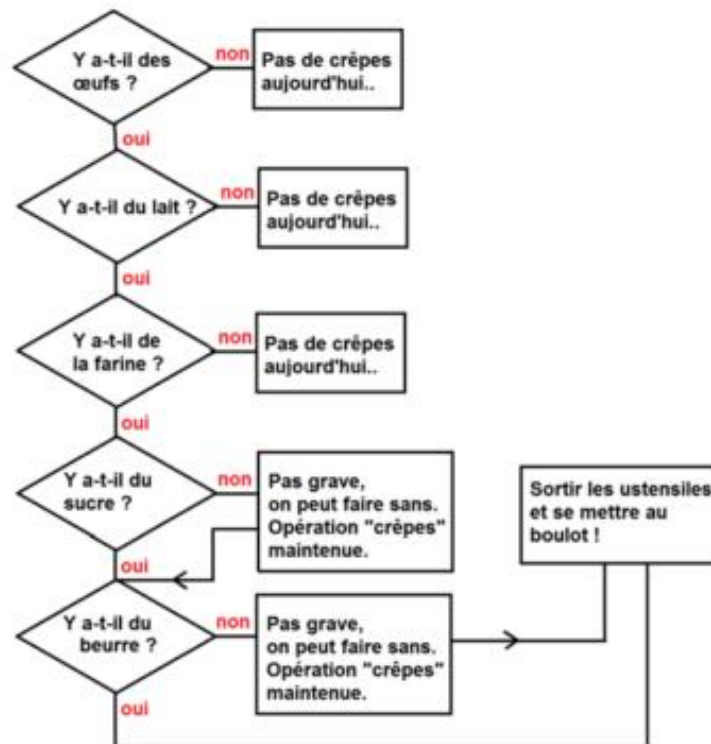 Y a-t-il des
œufs ?
non
Pas de crêpes
aujourd'hui..
oui
Y a-t-il du lait ?
non
Pas de crêpes
aujourd'hui..
oui
Y a-t-il de
la farine ?
non
Pas de crêpes
aujourd'hui..
oui
Y a-t-il du
sucre ?
non
Pas grave,
on peut faire sans.
Opération "crêpes"
maintenue.
oui
Y a-t-il du
beurre ?
non
Pas grave,
on peut faire sans.
Opération "crêpes"
maintenue.
oui
Sortir les ustensiles
et se mettre au
boulot !